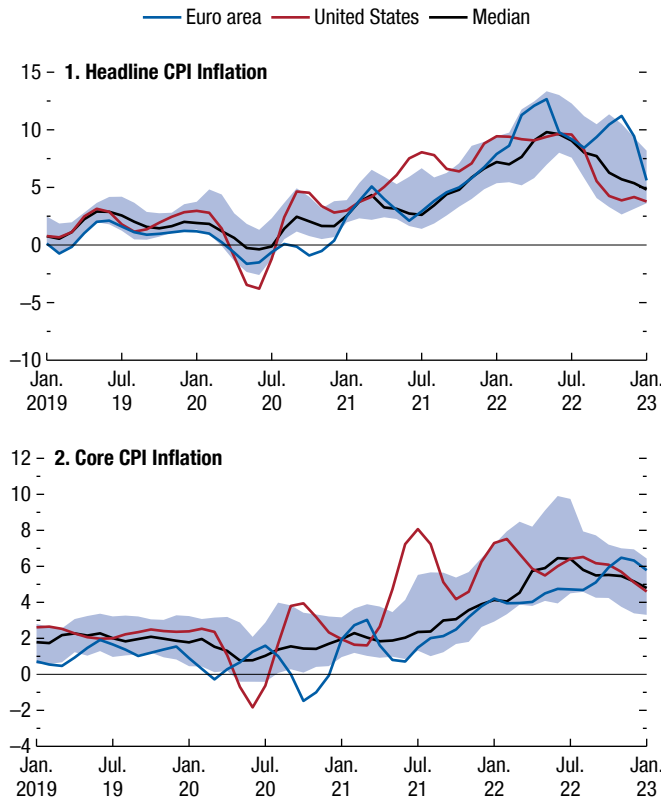 Euro area United States Median
1. Headline CPI Inflation
15
10
5
0
–5
–10
Jan. Jul. Jan. Jul. Jan. Jul. Jan. Jul. Jan.
2019 19 20 20 21 21 22 22 23
2. Core CPI Inflation
12
10
8
6
4
2
0
–2
–4
Jan. Jul. Jan. Jul. Jan. Jul. Jan. Jul. Jan.
2019 19 20 20 21 21 22 22 23